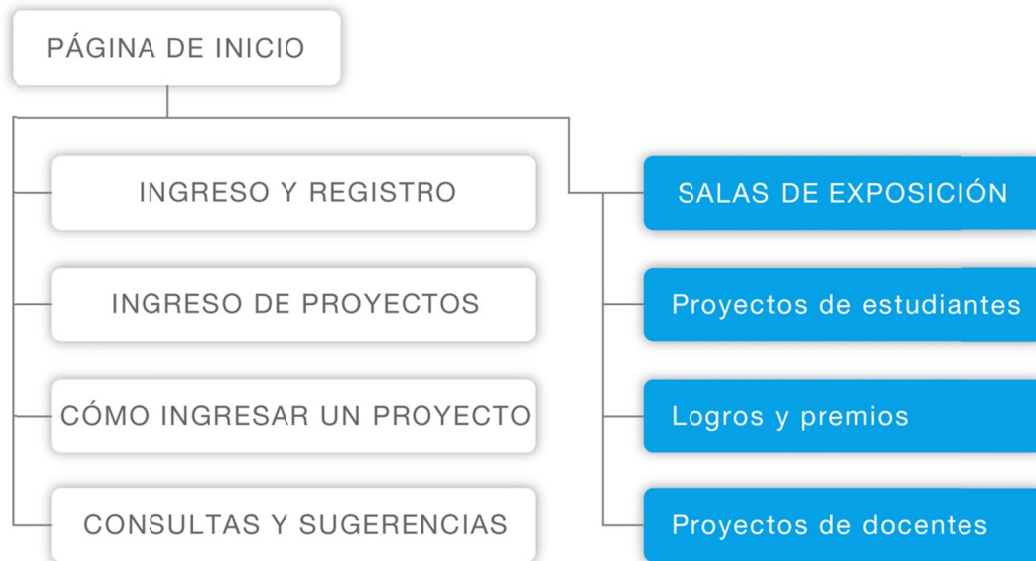 PÁGINA DE INICIO
INGRESO Y REGISTRO
INGRESO DE PROYECTOS
CÓMO INGRESAR UN PROYECTO
CONSULTAS Y SUGERENCIAS
SALAS DE EXPOSICIÓN
Proyectos de estudiantes
Logros y premios
Proyectos de docentes